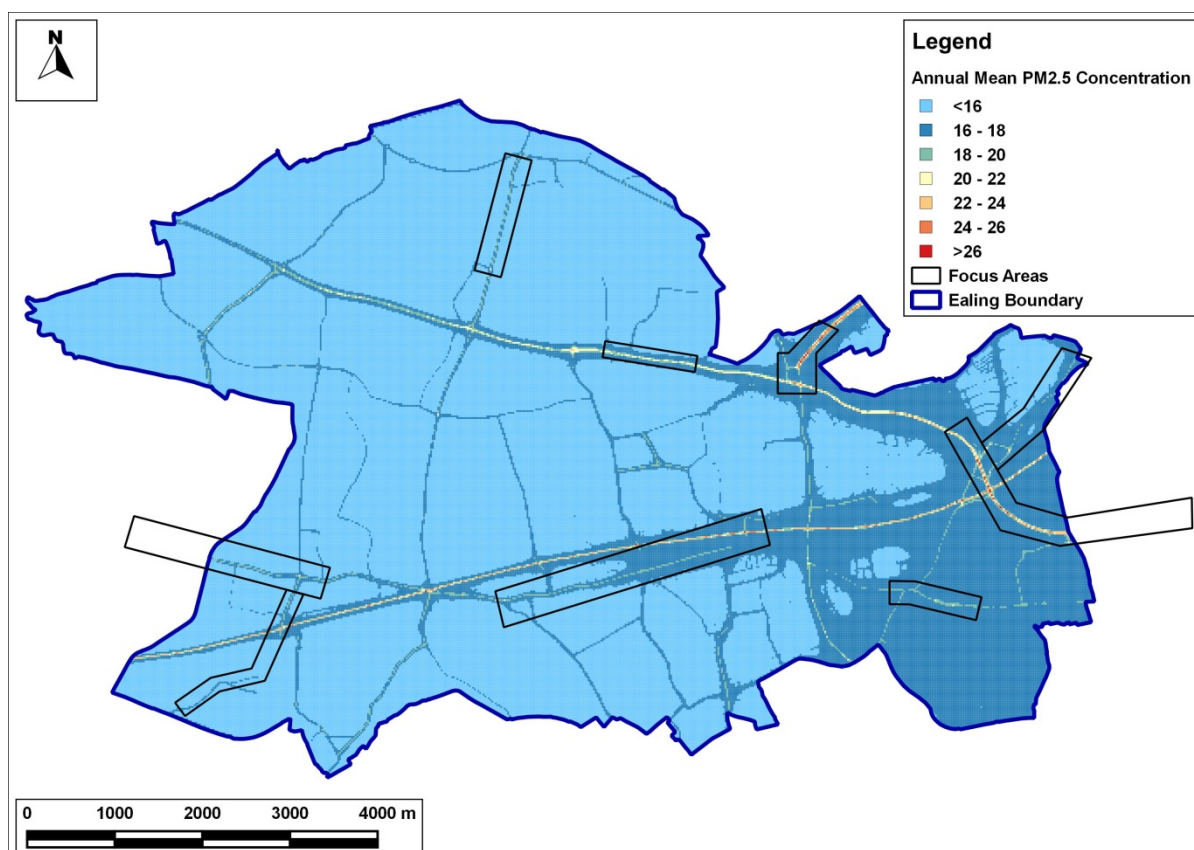 N
Legend
Annual Mean PM2.5 Concentration
<16
16 - 18
18 - 20
20 - 22
22 - 24
24 - 26
>26
Focus Areas
Ealing Boundary
0 1000 2000 3000 4000 m